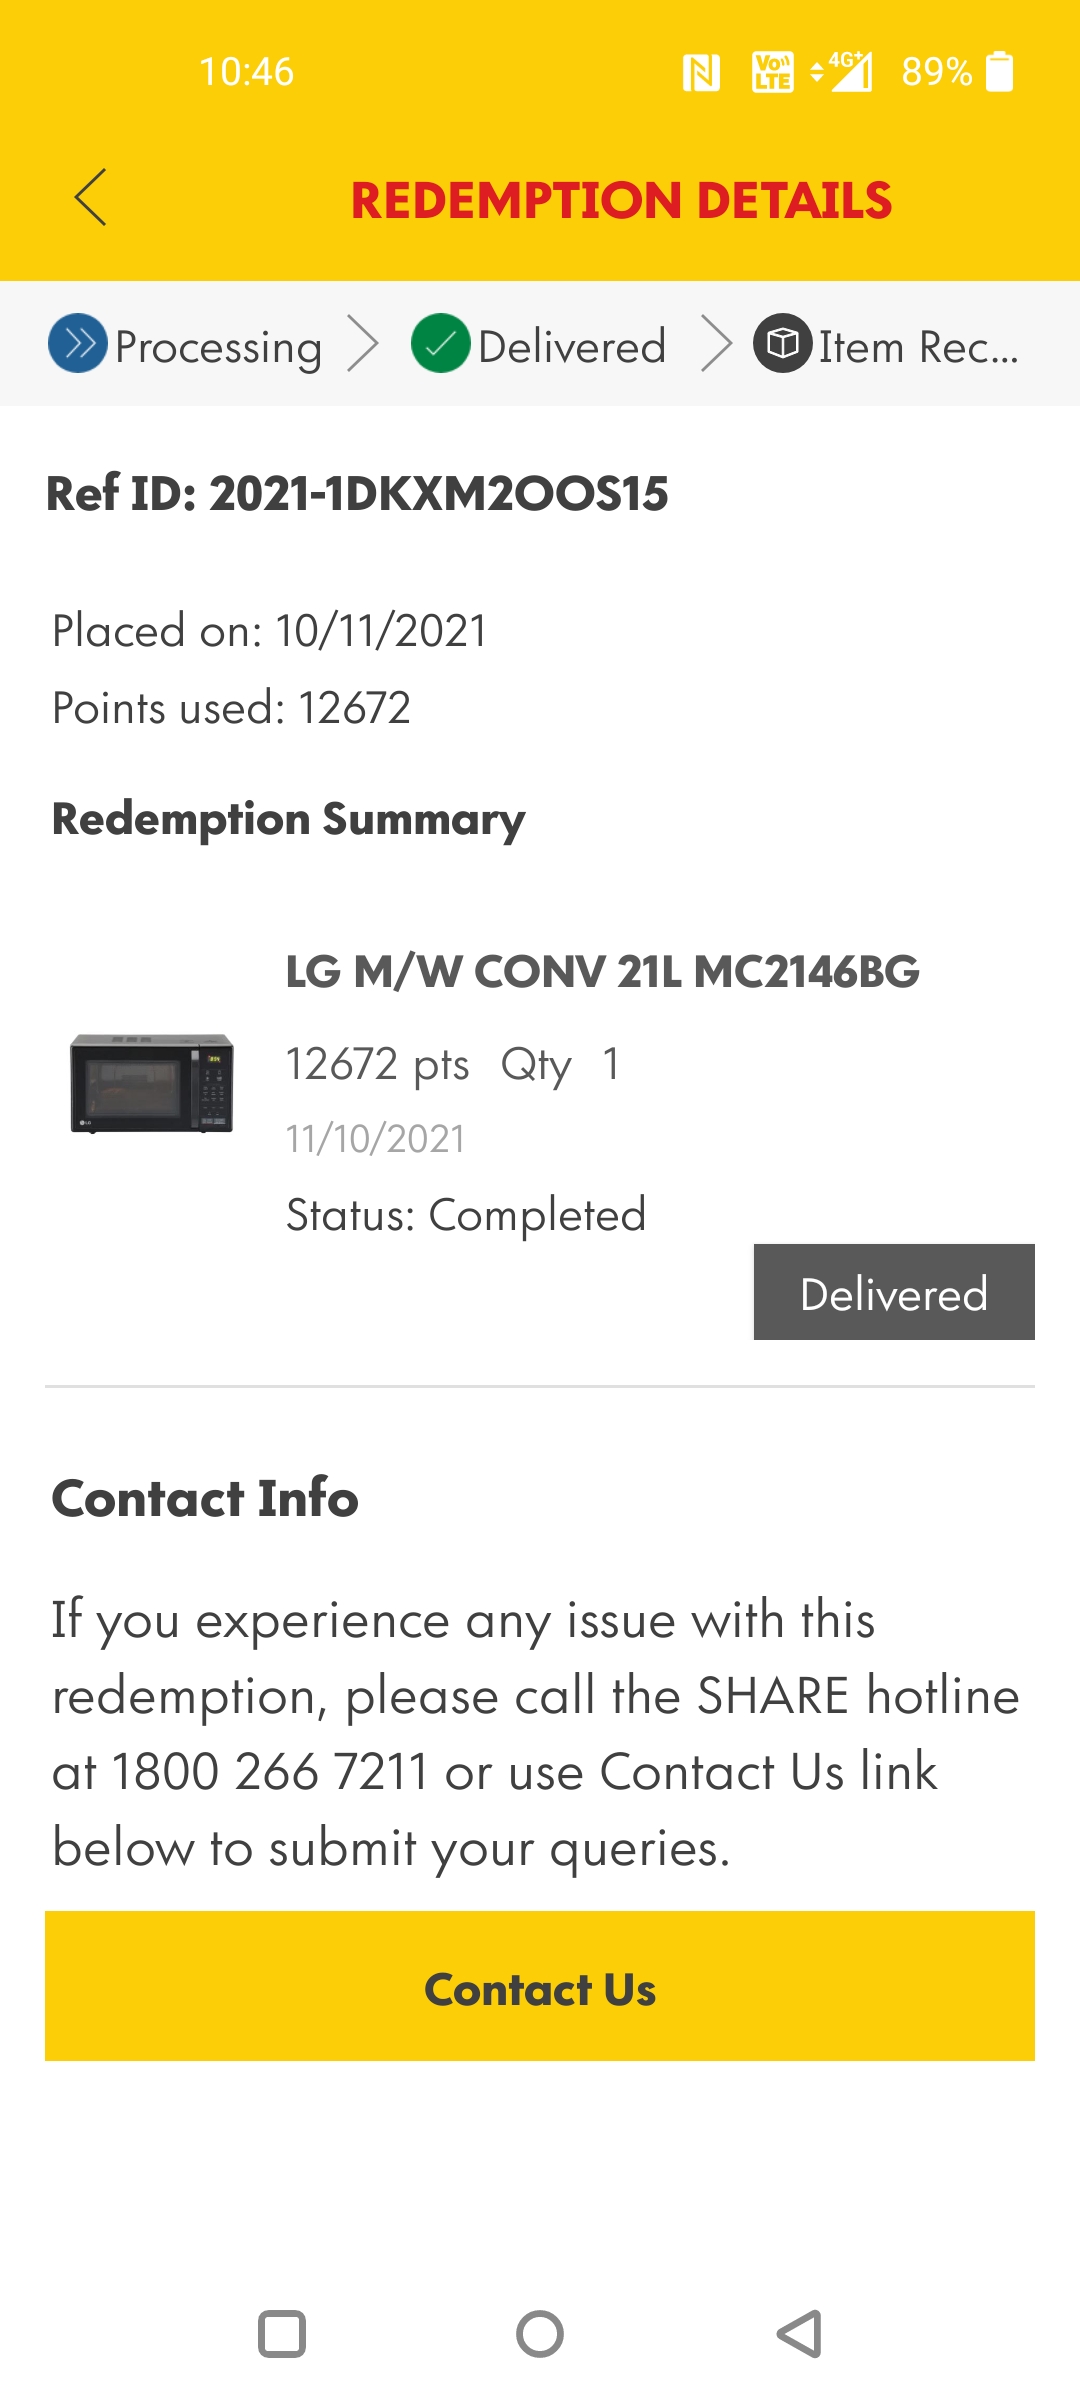 10:46
VoLTE 4G+ 89%
REDEMPTION DETAILS
Processing Delivered Item Rec...
Ref ID: 2021-1DKXM2OOS15
Placed on: 10/11/2021
Points used: 12672
Redemption Summary
LG M/W CONV 21L MC2146BG
12672 pts Qty 1
11/10/2021
Status: Completed
Delivered
Contact Info
If you experience any issue with this
redemption, please call the SHARE hotline
at 1800 266 7211 or use Contact Us link
below to submit your queries.
Contact Us